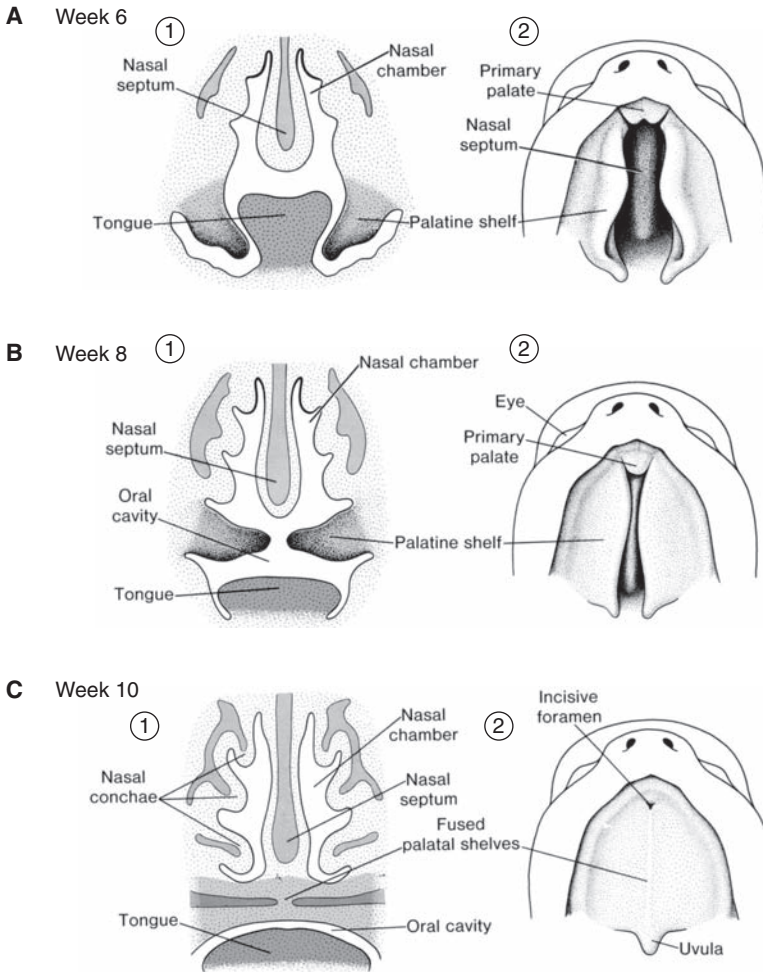 A Week 6
1
2
Nasal
septum
Nasal
chamber
Primary
palate
Nasal
septum
Tongue
Palatine shelf
B Week 8
1
2
Nasal chamber
Eye
Nasal
septum
Primary
palate
Oral
cavity
Palatine shelf
Tongue
C Week 10
1
2
Incisive
foramen
Nasal
chamber
Nasal
conchae
Nasal
septum
Fused
palatal shelves
Tongue
Oral cavity
Uvula